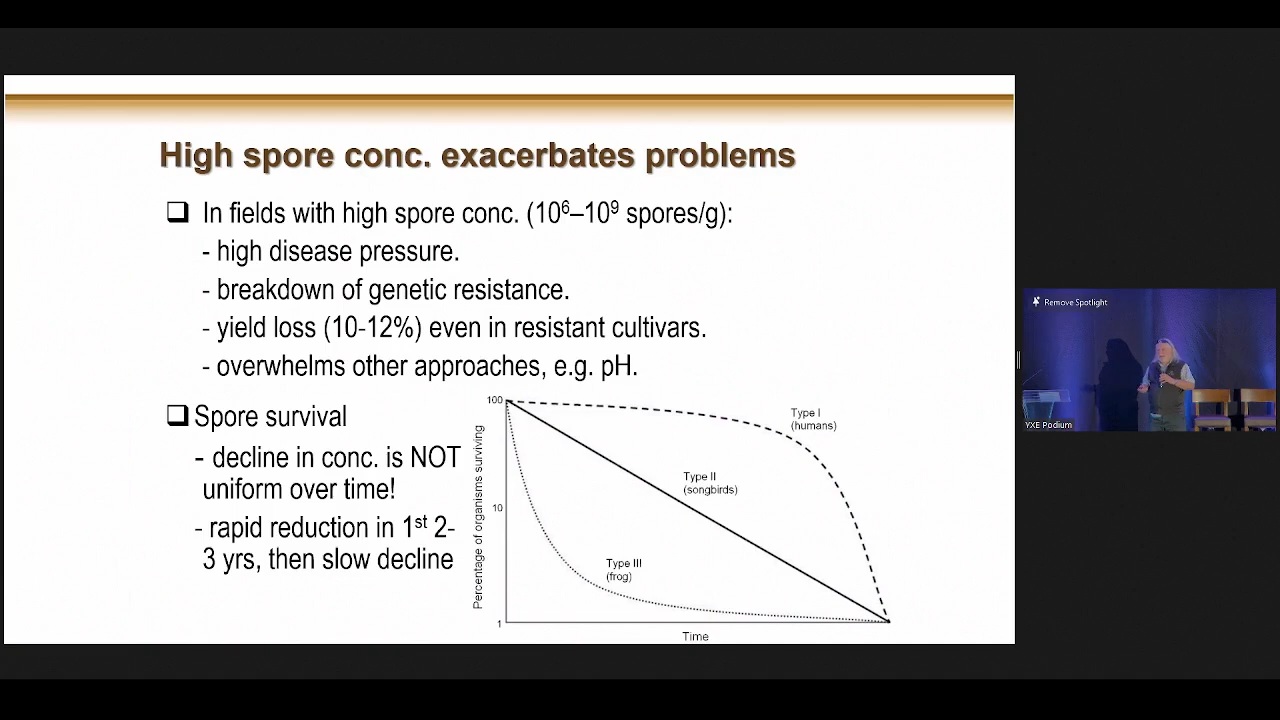 High spore conc. exacerbates problems
❑ In fields with high spore conc. (10⁶–10⁹ spores/g):
- high disease pressure.
- breakdown of genetic resistance.
- yield loss (10-12%) even in resistant cultivars.
- overwhelms other approaches, e.g. pH.
❑ Spore survival
- decline in conc. is NOT
uniform over time!
- rapid reduction in 1ˢᵗ 2-
3 yrs, then slow decline
Percentage of organisms surviving
100
10
1
Type I
(humans)
Type II
(songbirds)
Type III
(frog)
Time
Remove Spotlight
YXE Podium